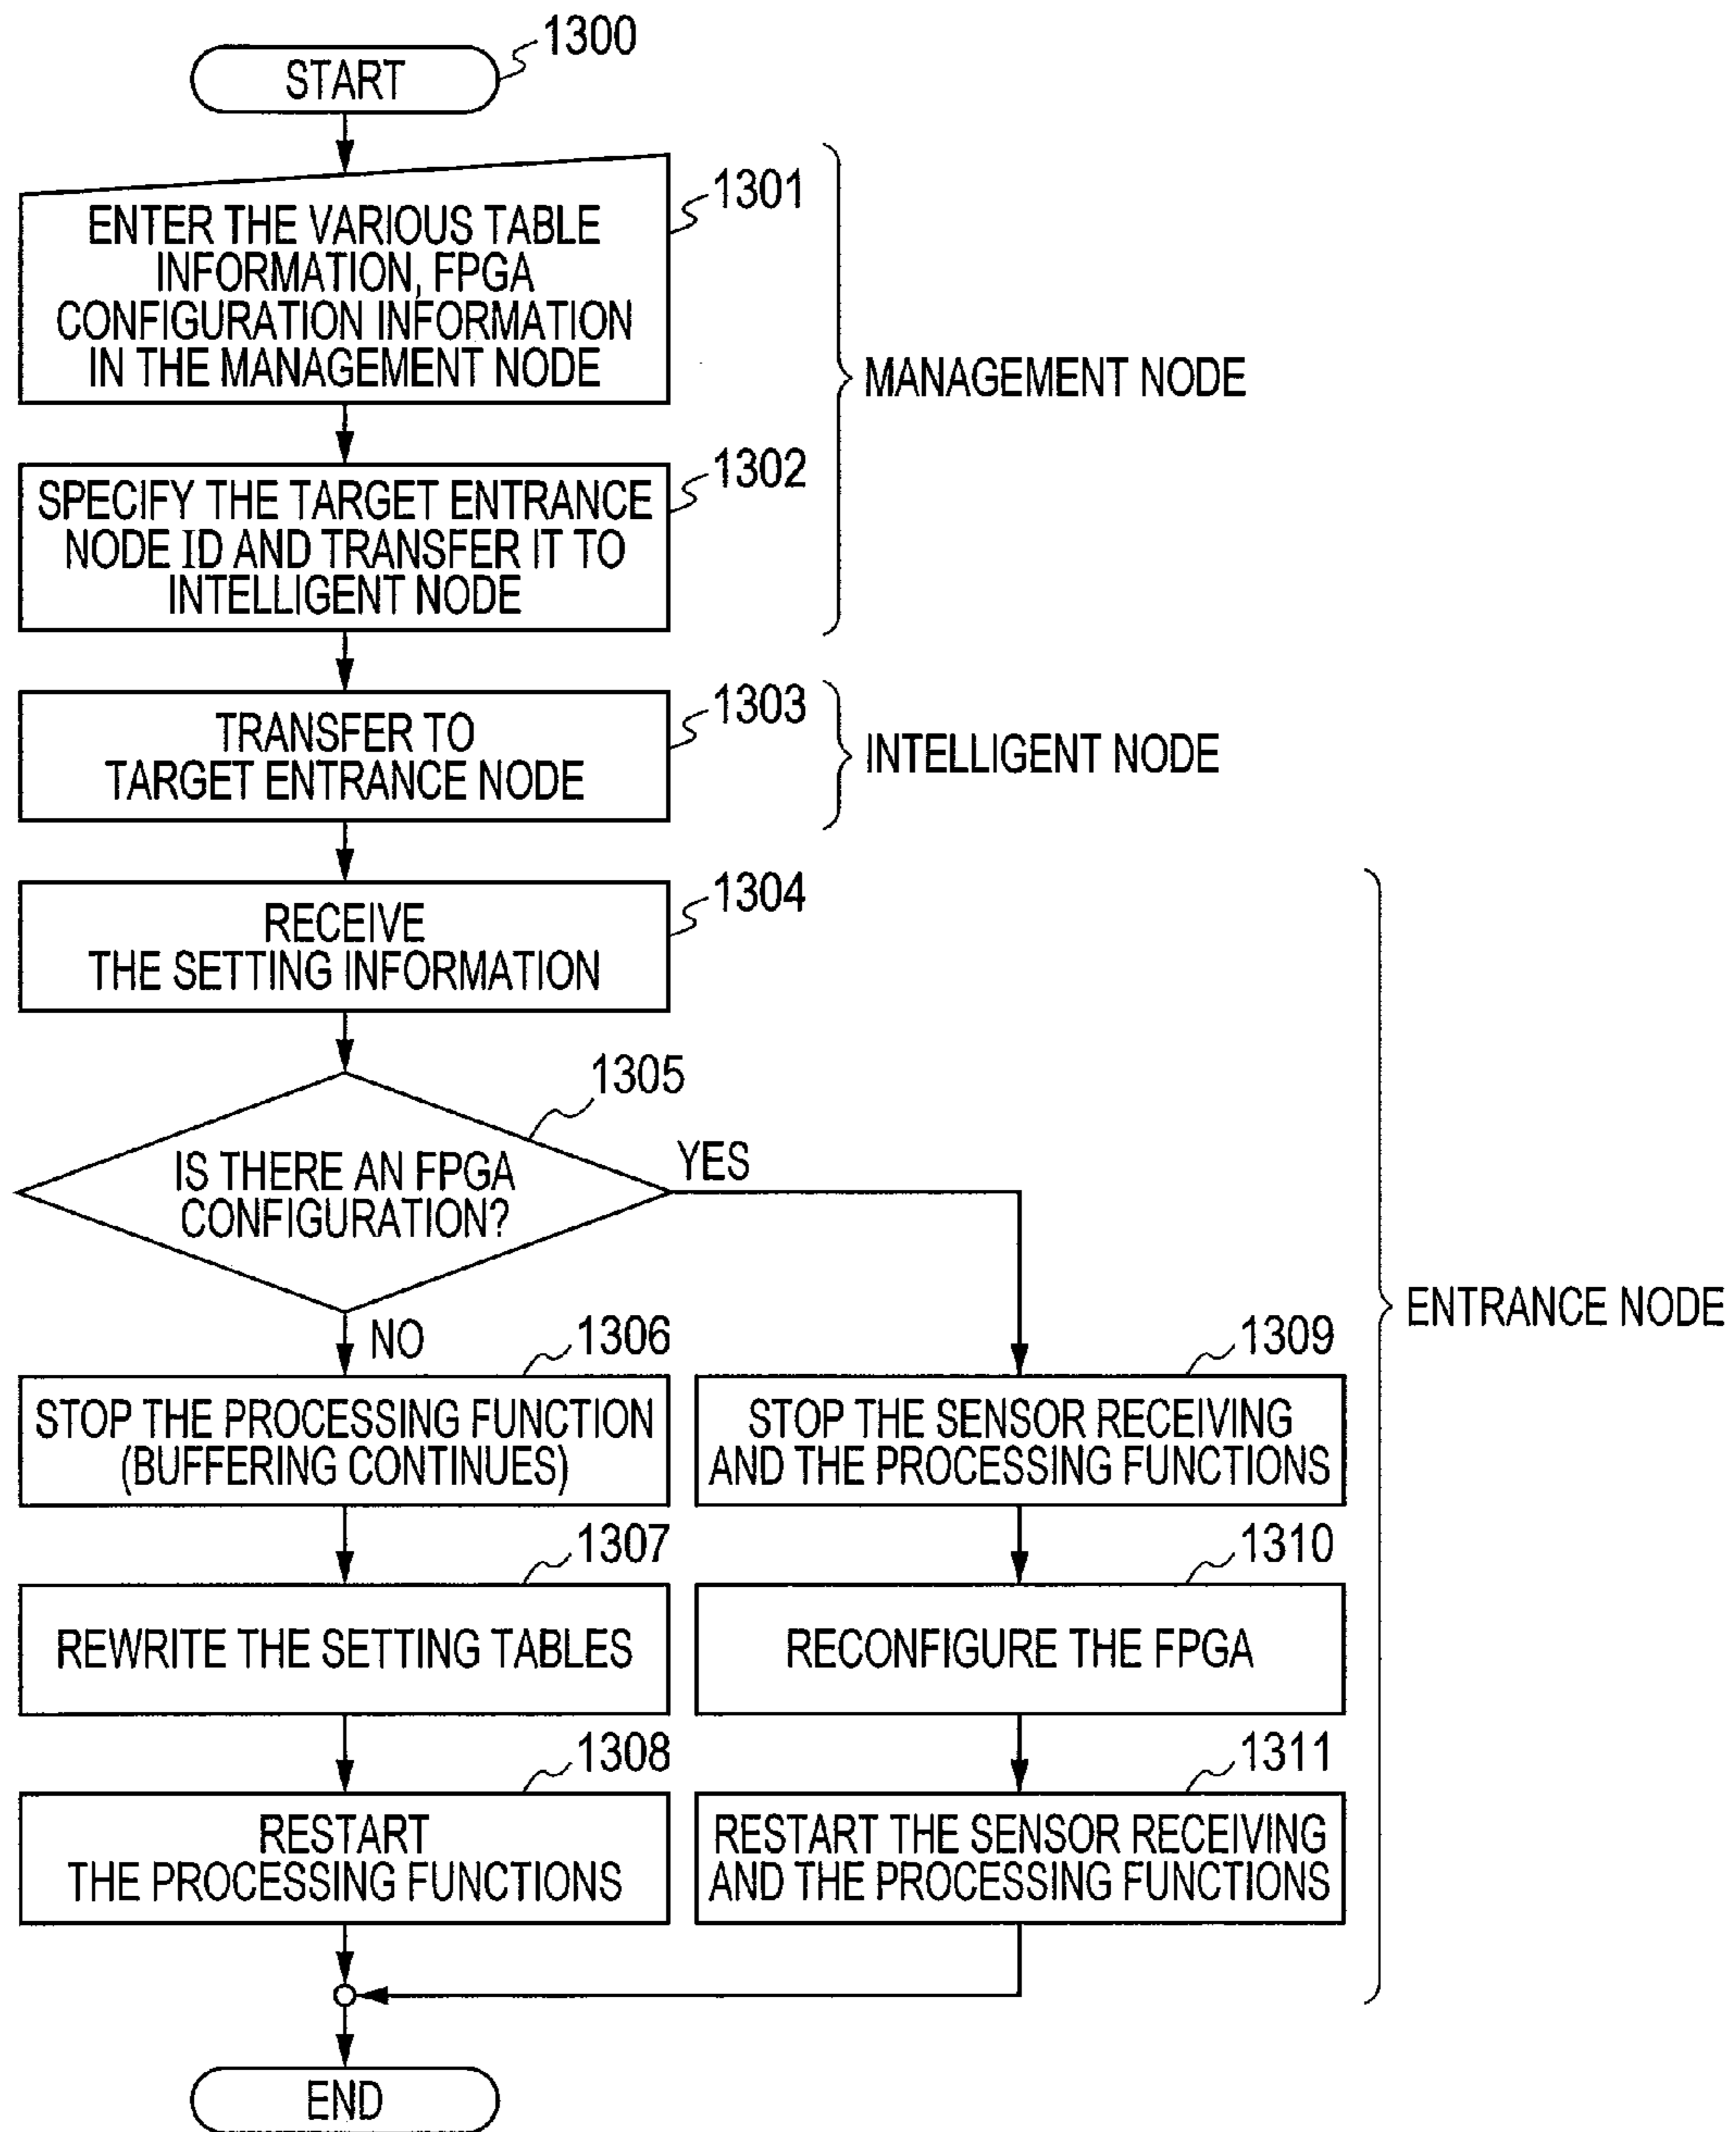 1300
START
1301
ENTER THE VARIOUS TABLE
INFORMATION, FPGA
CONFIGURATION INFORMATION
IN THE MANAGEMENT NODE
MANAGEMENT NODE
1302
SPECIFY THE TARGET ENTRANCE
NODE ID AND TRANSFER IT TO
INTELLIGENT NODE
1303
TRANSFER TO
TARGET ENTRANCE NODE
INTELLIGENT NODE
1304
RECEIVE
THE SETTING INFORMATION
1305
IS THERE AN FPGA
CONFIGURATION?
YES
NO
ENTRANCE NODE
1306
STOP THE PROCESSING FUNCTION
(BUFFERING CONTINUES)
1309
STOP THE SENSOR RECEIVING
AND THE PROCESSING FUNCTIONS
1307
REWRITE THE SETTING TABLES
1310
RECONFIGURE THE FPGA
1308
RESTART
THE PROCESSING FUNCTIONS
1311
RESTART THE SENSOR RECEIVING
AND THE PROCESSING FUNCTIONS
END